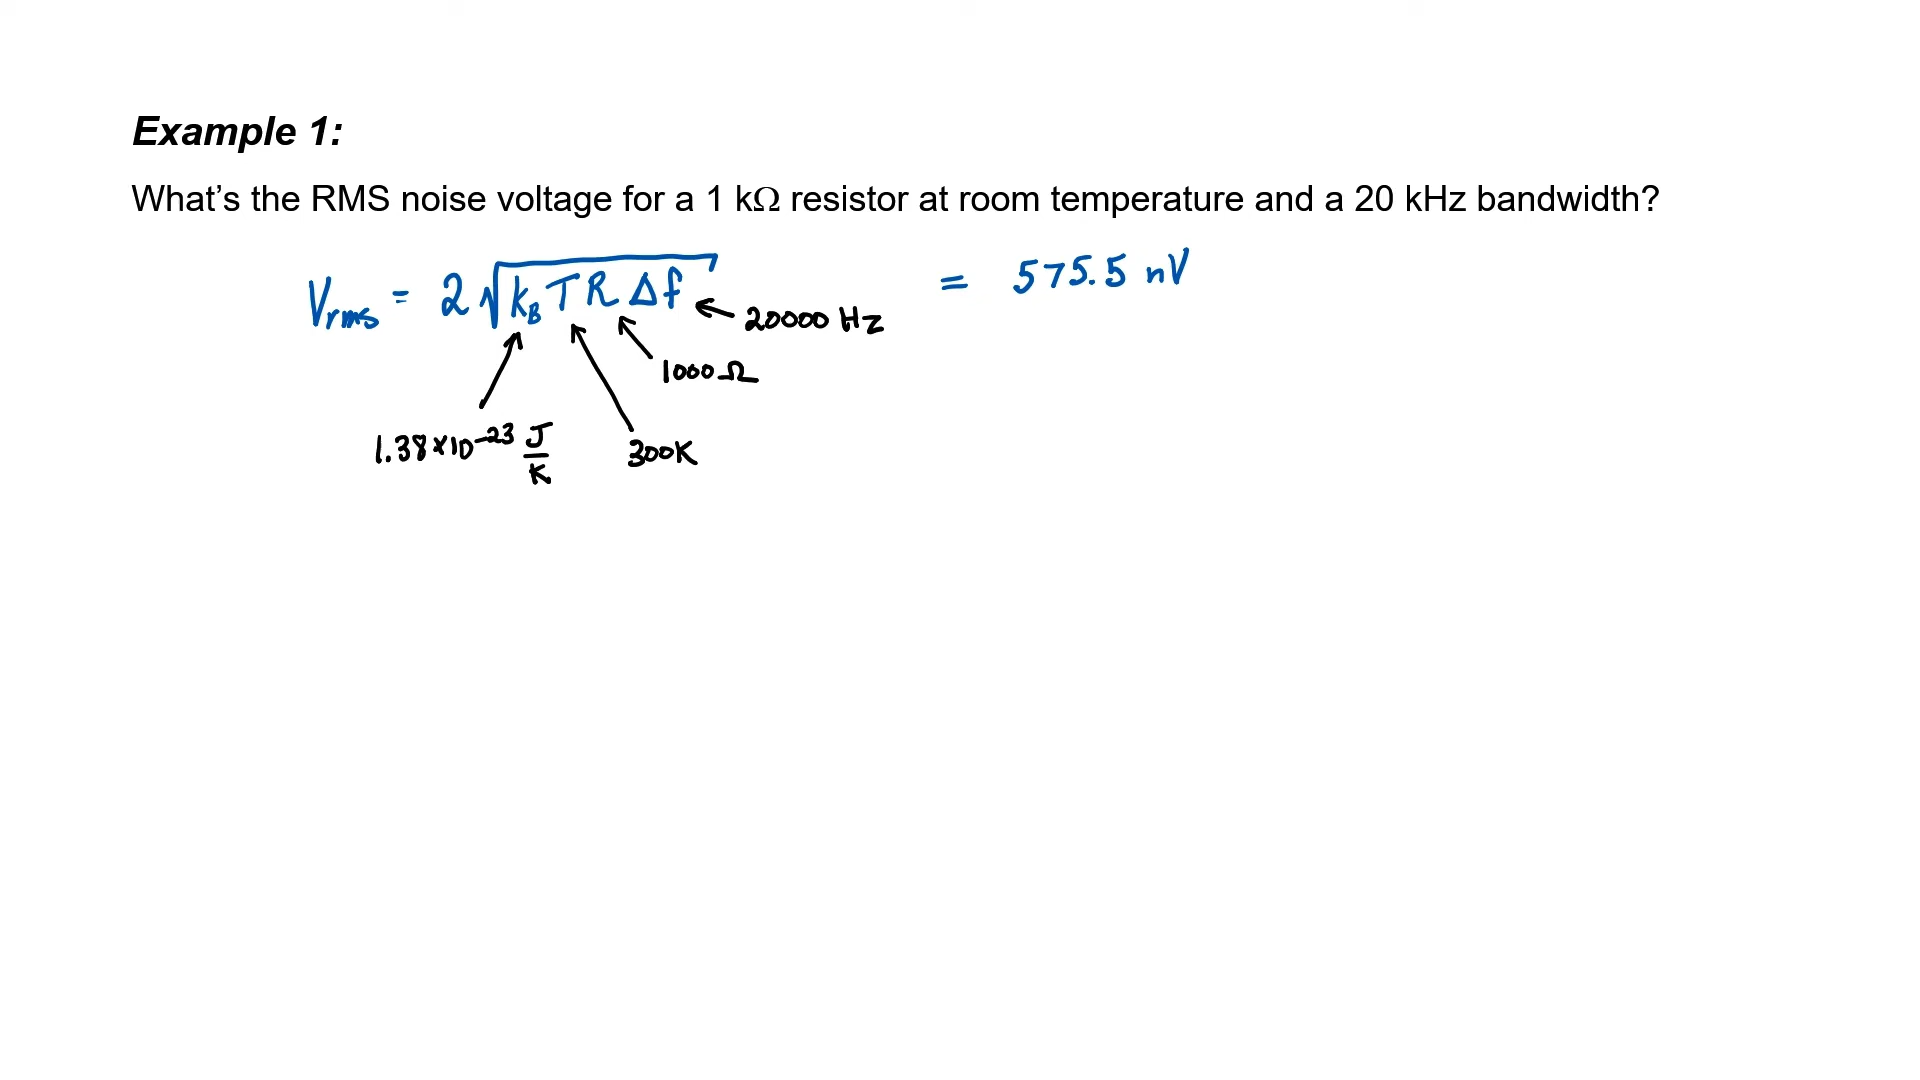 Example 1:
What's the RMS noise voltage for a 1 kΩ resistor at room temperature and a 20 kHz bandwidth?
Vrms = 2√(kB T R Δf) = 575.5 nV
20000 Hz
1000 Ω
1.38×10^-23 J/K
300K